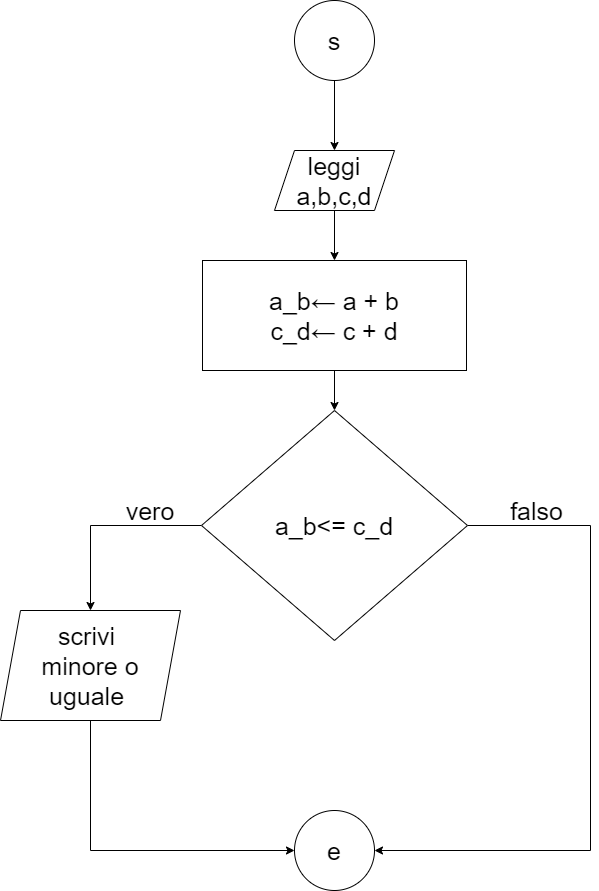 s
leggi
a,b,c,d
a_b← a + b
c_d← c + d
a_b<= c_d
vero
falso
scrivi
minore o
uguale
e